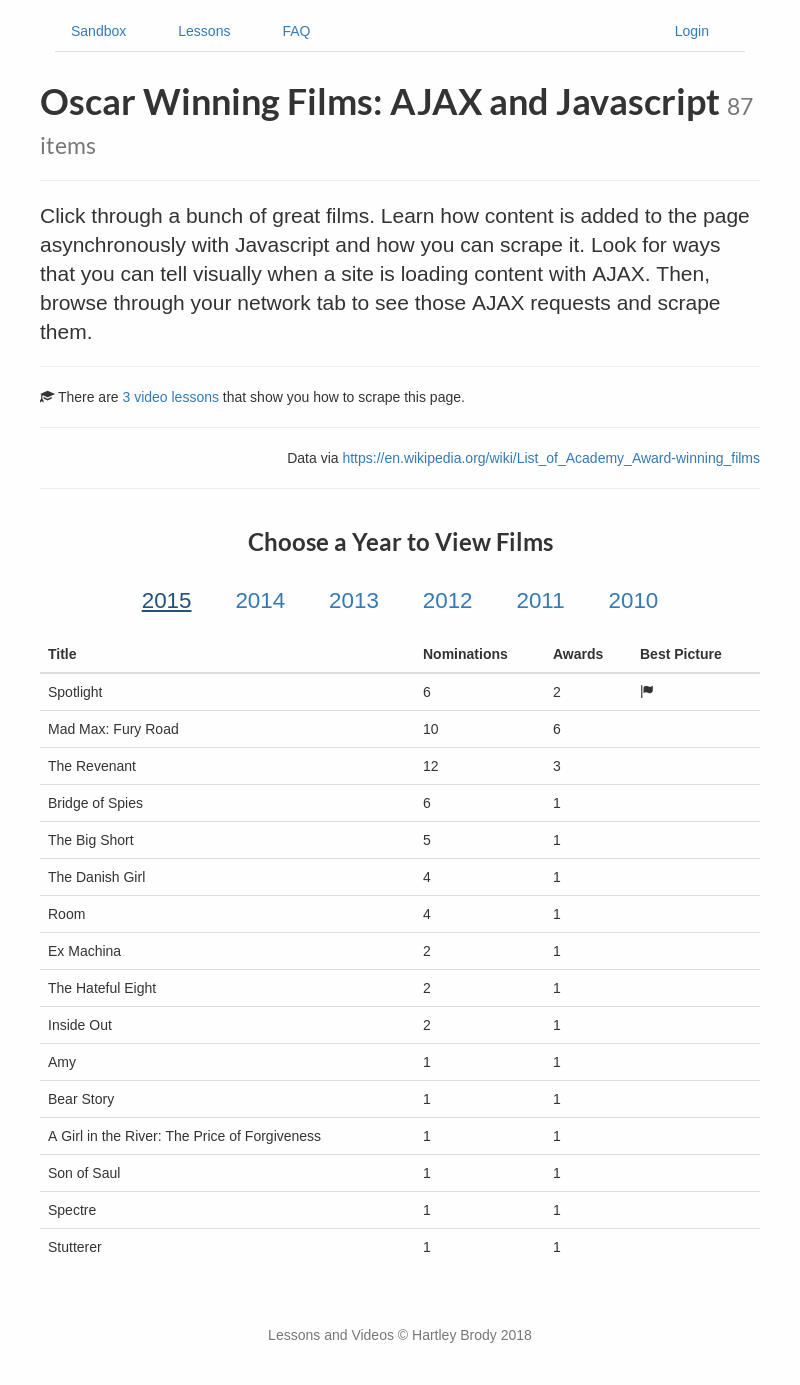 Sandbox Lessons FAQ Login
Oscar Winning Films: AJAX and Javascript 87
items
Click through a bunch of great films. Learn how content is added to the page
asynchronously with Javascript and how you can scrape it. Look for ways
that you can tell visually when a site is loading content with AJAX. Then,
browse through your network tab to see those AJAX requests and scrape
them.
There are 3 video lessons that show you how to scrape this page.
Data via https://en.wikipedia.org/wiki/List_of_Academy_Award-winning_films
Choose a Year to View Films
2015 2014 2013 2012 2011 2010
Title Nominations Awards Best Picture
Spotlight 6 2
Mad Max: Fury Road 10 6
The Revenant 12 3
Bridge of Spies 6 1
The Big Short 5 1
The Danish Girl 4 1
Room 4 1
Ex Machina 2 1
The Hateful Eight 2 1
Inside Out 2 1
Amy 1 1
Bear Story 1 1
A Girl in the River: The Price of Forgiveness 1 1
Son of Saul 1 1
Spectre 1 1
Stutterer 1 1
Lessons and Videos © Hartley Brody 2018